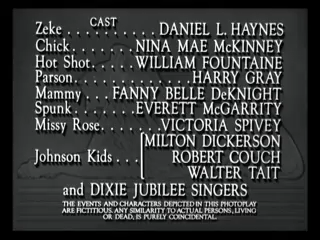 CAST
Zeke . . . . . . . . . . DANIEL L. HAYNES
Chick. . . . . . . NINA MAE McKINNEY
Hot Shot. . . . . WILLIAM FOUNTAINE
Parson. . . . . . . . . . . . . HARRY GRAY
Mammy . . . FANNY BELLE DeKNIGHT
Spunk. . . . . . . EVERETT McGARRITY
Missy Rose. . . . . . . VICTORIA SPIVEY
MILTON DICKERSON
Johnson Kids . . . ROBERT COUCH
WALTER TAIT
and DIXIE JUBILEE SINGERS
THE EVENTS AND CHARACTERS DEPICTED IN THIS PHOTOPLAY
ARE FICTITIOUS. ANY SIMILARITY TO ACTUAL PERSONS, LIVING
OR DEAD, IS PURELY COINCIDENTAL.